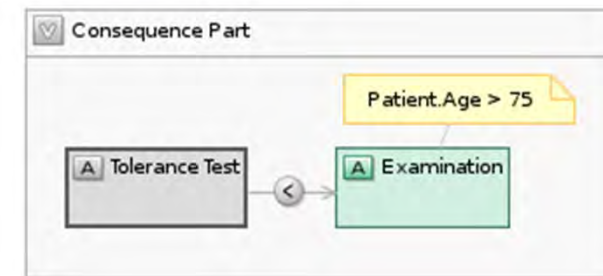 Consequence Part
Patient.Age > 75
A Tolerance Test
<
A Examination